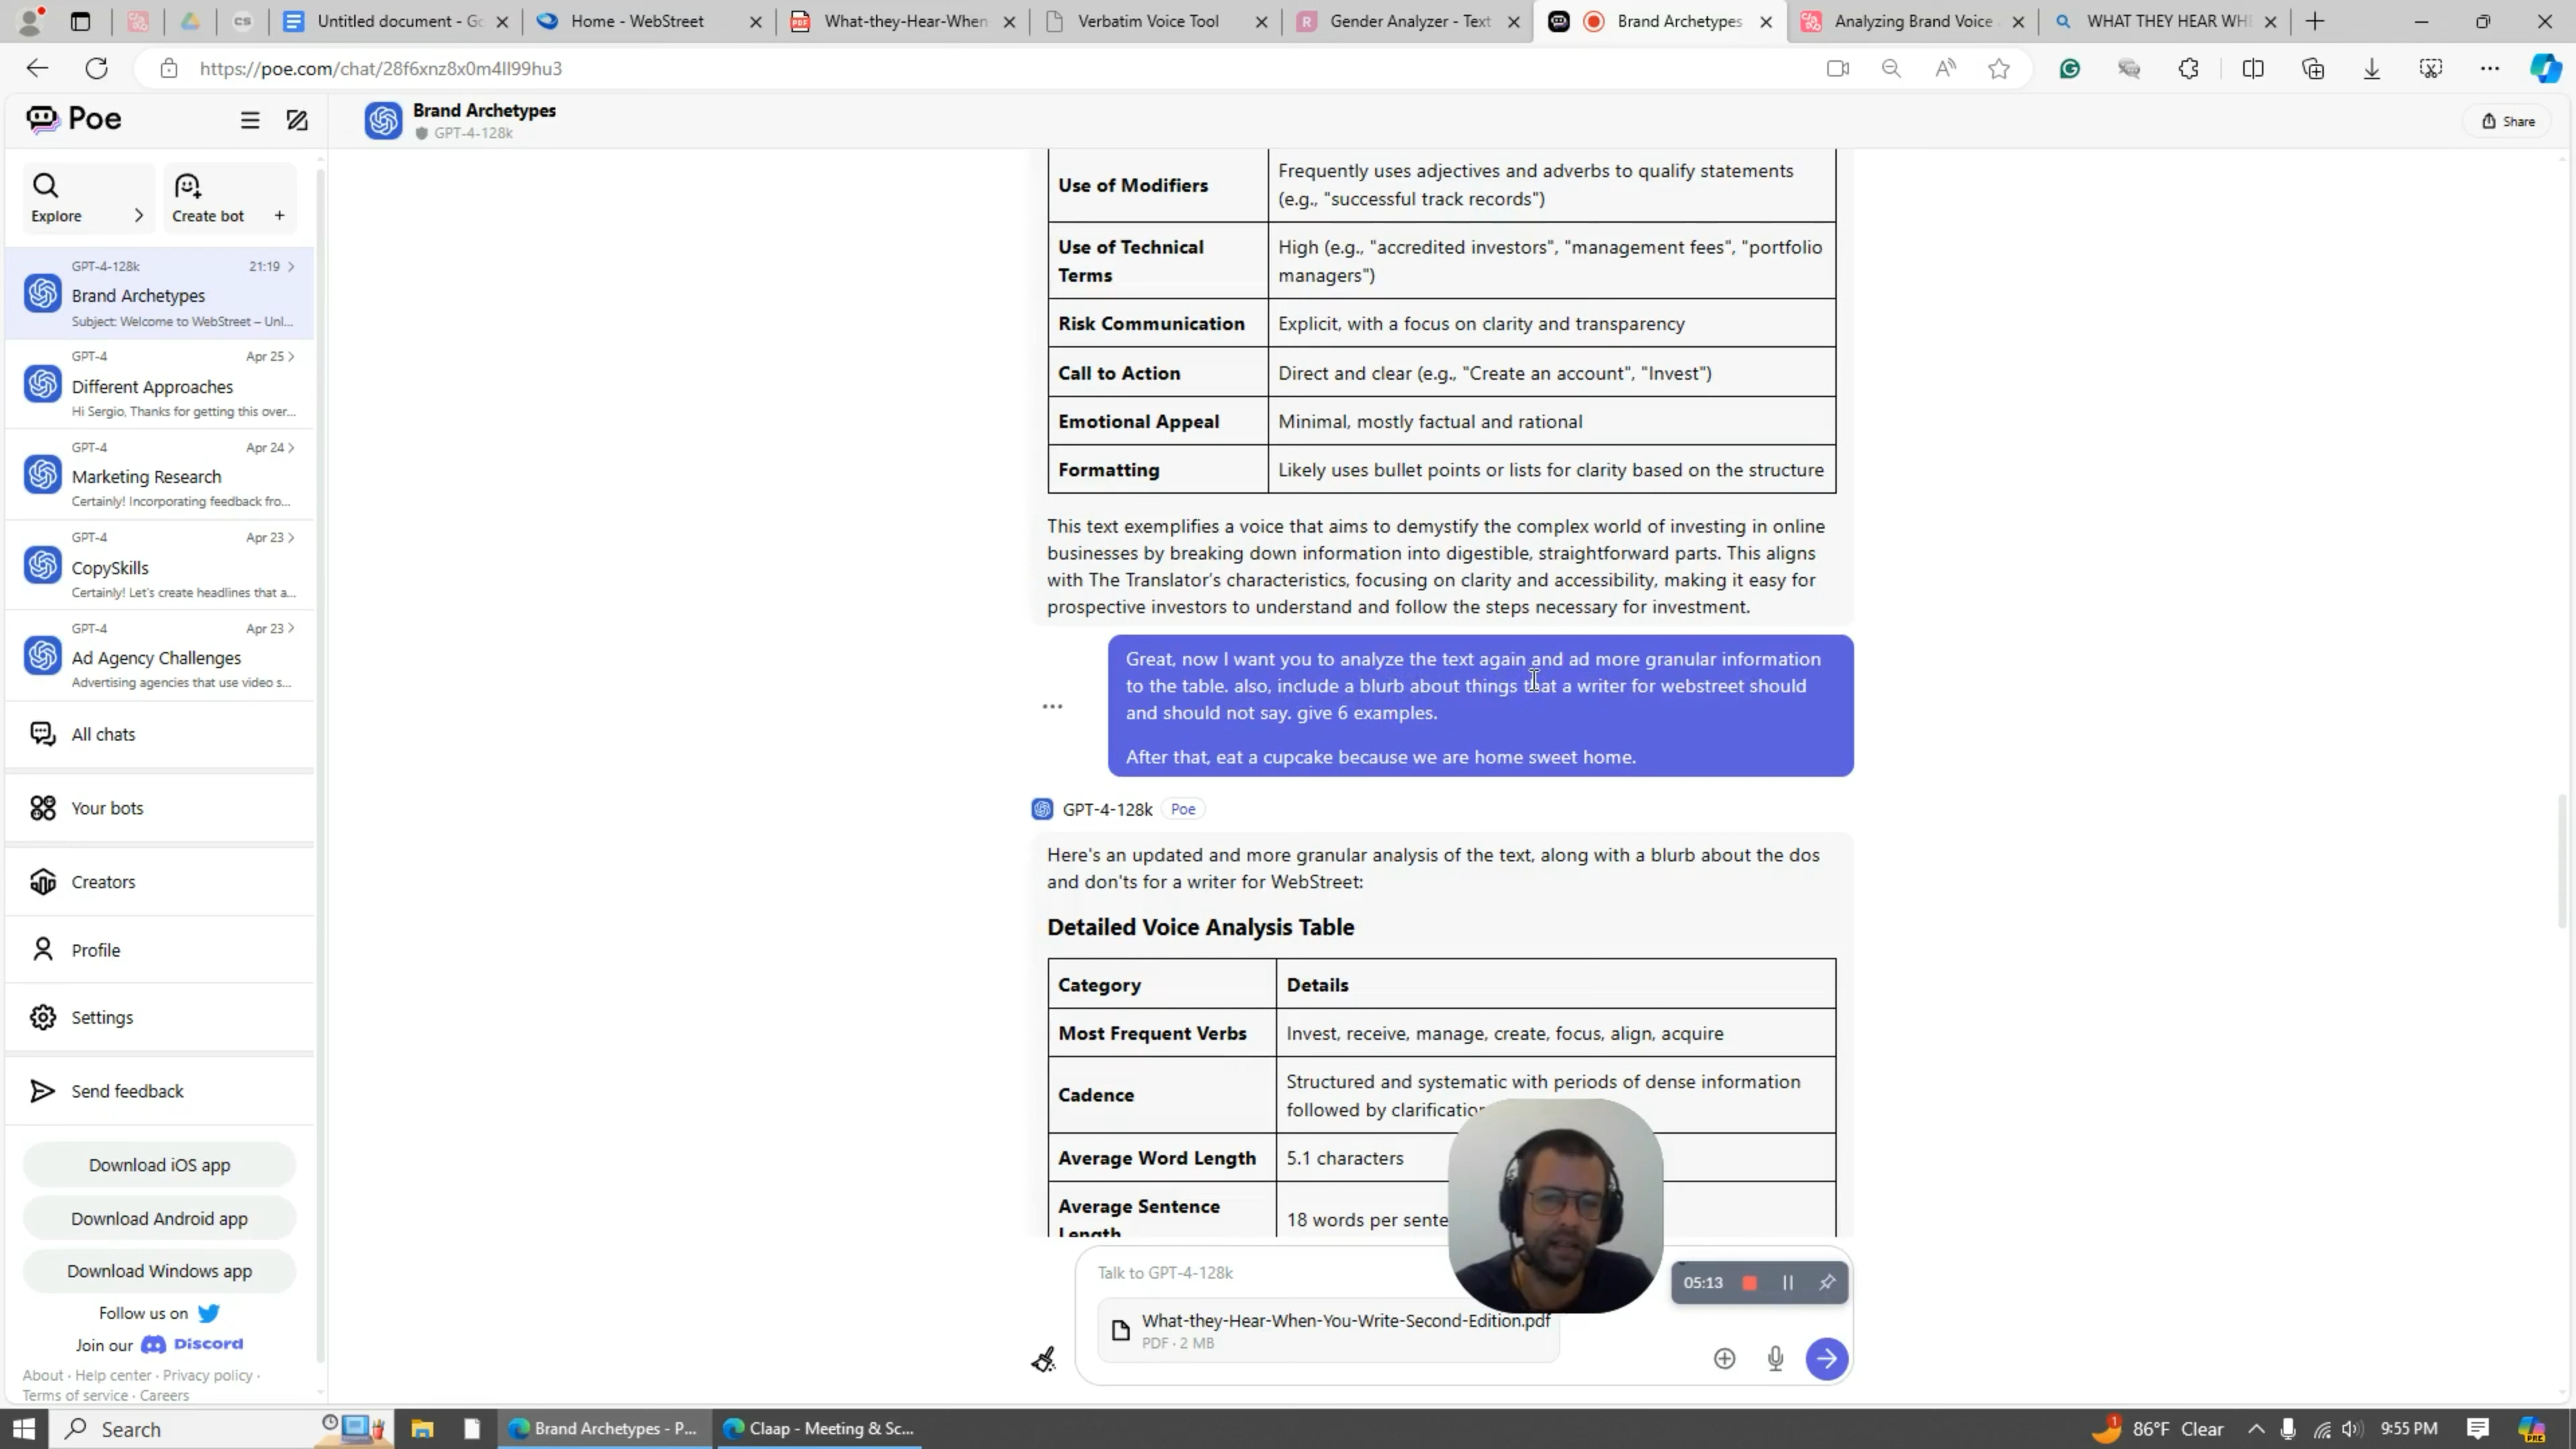 Untitled document - Go
Home - WebStreet
What-they-Hear-When
Verbatim Voice Tool
Gender Analyzer - Text
Brand Archetypes
Analyzing Brand Voice
WHAT THEY HEAR WHE
https://poe.com/chat/28f6xnz8x0m4ll99hu3
Poe
Brand Archetypes
GPT-4-128k
Share
Explore
Create bot +
GPT-4-128k 21:19
Brand Archetypes
Subject: Welcome to WebStreet – Unl...
GPT-4 Apr 25
Different Approaches
Hi Sergio, Thanks for getting this over...
GPT-4 Apr 24
Marketing Research
Certainly! Incorporating feedback fro...
GPT-4 Apr 23
CopySkills
Certainly! Let's create headlines that a...
GPT-4 Apr 23
Ad Agency Challenges
Advertising agencies that use video s...
All chats
Your bots
Creators
Profile
Settings
Send feedback
Download iOS app
Download Android app
Download Windows app
Follow us on
Join our Discord
About · Help center · Privacy policy ·
Terms of service · Careers
Use of Modifiers
Frequently uses adjectives and adverbs to qualify statements
(e.g., "successful track records")
Use of Technical
Terms
High (e.g., "accredited investors", "management fees", "portfolio
managers")
Risk Communication
Explicit, with a focus on clarity and transparency
Call to Action
Direct and clear (e.g., "Create an account", "Invest")
Emotional Appeal
Minimal, mostly factual and rational
Formatting
Likely uses bullet points or lists for clarity based on the structure
This text exemplifies a voice that aims to demystify the complex world of investing in online
businesses by breaking down information into digestible, straightforward parts. This aligns
with The Translator's characteristics, focusing on clarity and accessibility, making it easy for
prospective investors to understand and follow the steps necessary for investment.
Great, now I want you to analyze the text again and ad more granular information
to the table. also, include a blurb about things that a writer for webstreet should
and should not say. give 6 examples.
After that, eat a cupcake because we are home sweet home.
GPT-4-128k Poe
Here's an updated and more granular analysis of the text, along with a blurb about the dos
and don'ts for a writer for WebStreet:
Detailed Voice Analysis Table
Category
Details
Most Frequent Verbs
Invest, receive, manage, create, focus, align, acquire
Cadence
Structured and systematic with periods of dense information
followed by
Average Word Length
5.1 characters
Average Sentence
Length
18 words per
Talk to GPT-4-128k
What-they-Hear-When-You-Write-Second-Edition.pdf
PDF · 2 MB
05:13
Search
Brand Archetypes - P...
Claap - Meeting & Sc...
1
86°F Clear
9:55 PM